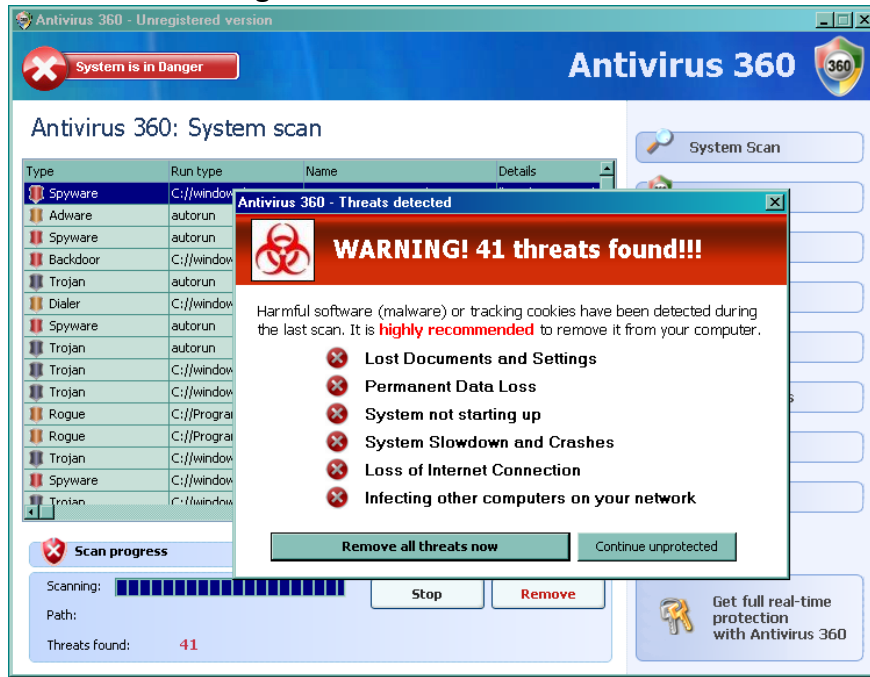 Antivirus 360 - Unregistered version
System is in Danger
Antivirus 360
360
Antivirus 360: System scan
System Scan
Type Run type Name Details
Spyware C://window
Adware autorun
Spyware autorun
Backdoor C://window
Trojan autorun
Dialer C://window
Spyware autorun
Trojan autorun
Trojan C://window
Trojan C://window
Rogue C://Program
Rogue C://Program
Trojan C://window
Spyware C://window
Trojan C://window
Antivirus 360 - Threats detected
WARNING! 41 threats found!!!
Harmful software (malware) or tracking cookies have been detected during
the last scan. It is highly recommended to remove it from your computer.
Lost Documents and Settings
Permanent Data Loss
System not starting up
System Slowdown and Crashes
Loss of Internet Connection
Infecting other computers on your network
Remove all threats now Continue unprotected
s
Scan progress
Scanning:
Stop Remove
Path:
Threats found: 41
Get full real-time
protection
with Antivirus 360